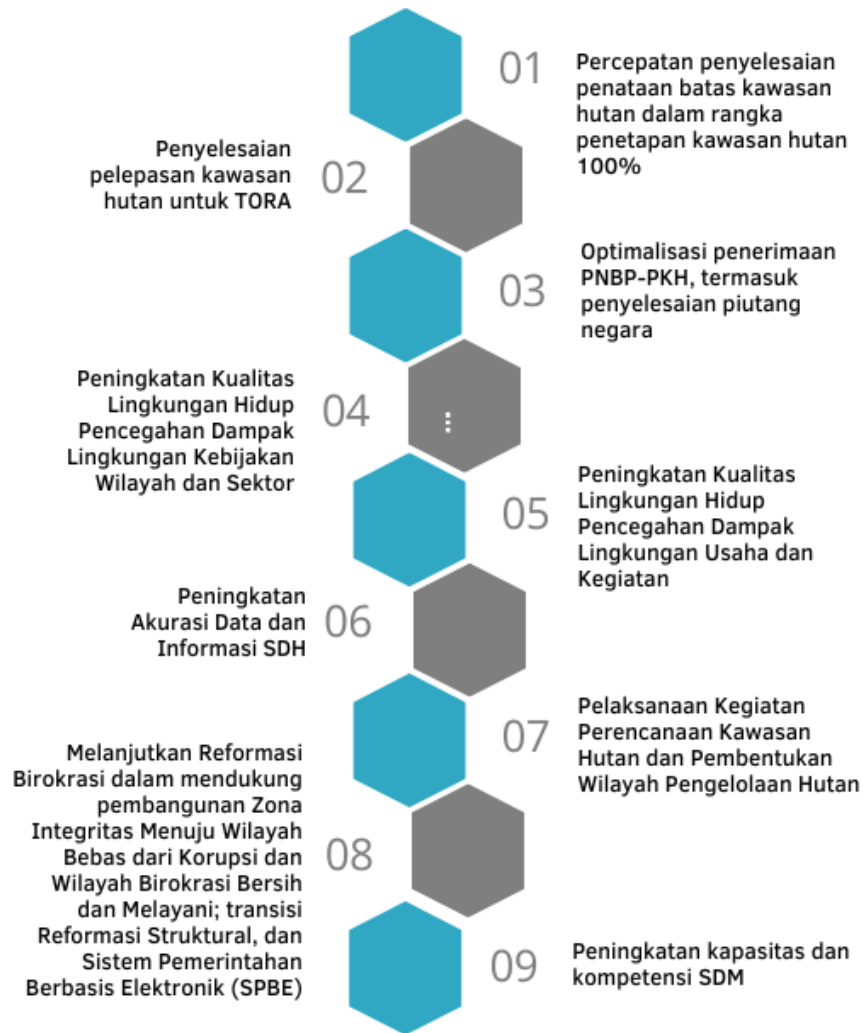 01
Percepatan penyelesaian
penataan batas kawasan
hutan dalam rangka
penetapan kawasan hutan
100%
02
Penyelesaian
pelepasan kawasan
hutan untuk TORA
03
Optimalisasi penerimaan
PNBP-PKH, termasuk
penyelesaian piutang
negara
04
Peningkatan Kualitas
Lingkungan Hidup
Pencegahan Dampak
Lingkungan Kebijakan
Wilayah dan Sektor
05
Peningkatan Kualitas
Lingkungan Hidup
Pencegahan Dampak
Lingkungan Usaha dan
Kegiatan
06
Peningkatan
Akurasi Data dan
Informasi SDH
07
Pelaksanaan Kegiatan
Perencanaan Kawasan
Hutan dan Pembentukan
Wilayah Pengelolaan Hutan
08
Melanjutkan Reformasi
Birokrasi dalam mendukung
pembangunan Zona
Integritas Menuju Wilayah
Bebas dari Korupsi dan
Wilayah Birokrasi Bersih
dan Melayani; transisi
Reformasi Struktural, dan
Sistem Pemerintahan
Berbasis Elektronik (SPBE)
09
Peningkatan kapasitas dan
kompetensi SDM